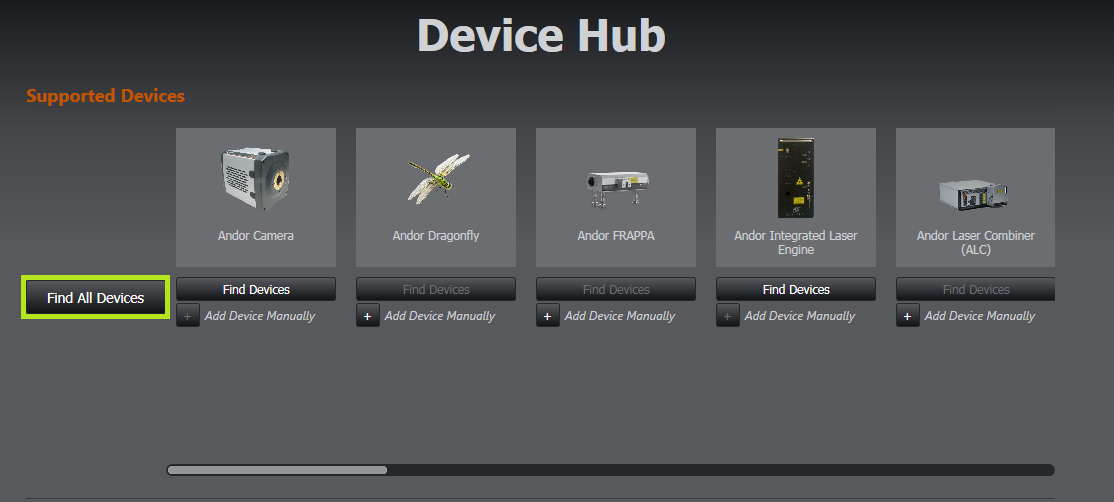 Device Hub
Supported Devices
Andor Camera
Andor Dragonfly
Andor FRAPPA
Andor Integrated Laser
Engine
Andor Laser Combiner
(ALC)
Find All Devices
Find Devices
Find Devices
Find Devices
Find Devices
Find Devices
+ Add Device Manually
+ Add Device Manually
+ Add Device Manually
+ Add Device Manually
+ Add Device Manually